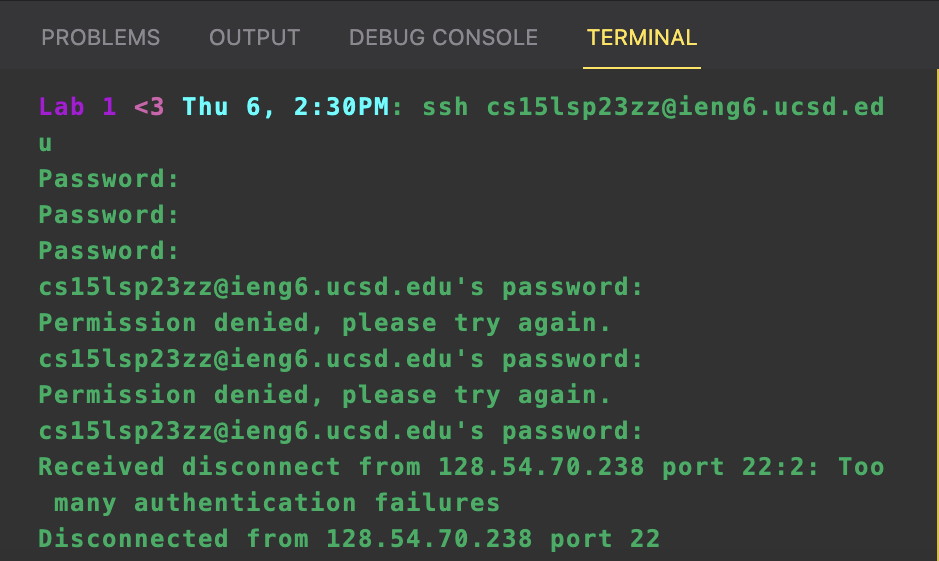 PROBLEMS OUTPUT DEBUG CONSOLE TERMINAL
Lab 1 <3 Thu 6, 2:30PM: ssh cs15lsp23zz@ieng6.ucsd.ed
u
Password:
Password:
Password:
cs15lsp23zz@ieng6.ucsd.edu's password:
Permission denied, please try again.
cs15lsp23zz@ieng6.ucsd.edu's password:
Permission denied, please try again.
cs15lsp23zz@ieng6.ucsd.edu's password:
Received disconnect from 128.54.70.238 port 22:2: Too
 many authentication failures
Disconnected from 128.54.70.238 port 22